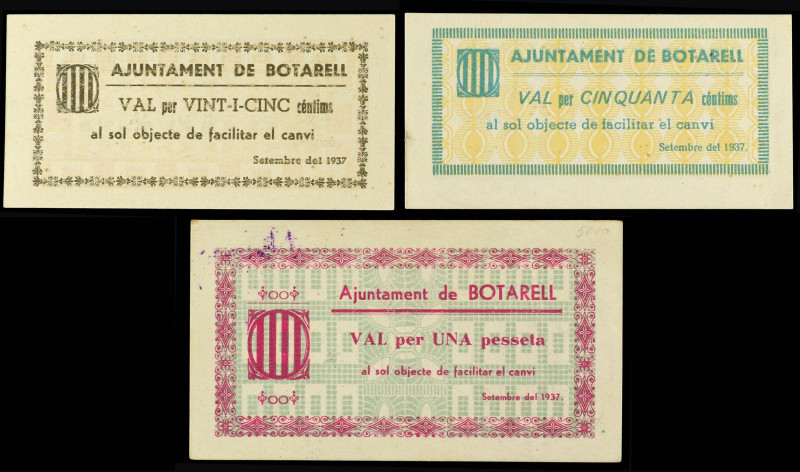 AJUNTAMENT DE BOTARELL
VAL per VINT-I-CINC céntims
al sol objecte de facilitar el canvi
Setembre del 1937
AJUNTAMENT DE BOTARELL
VAL per CINQUANTA céntims
al sol objecte de facilitar el canvi
Setembre del 1937.
Ajuntament de BOTARELL
VAL per UNA pesseta
al sol objecte de facilitar el canvi
Setembre del 1937.